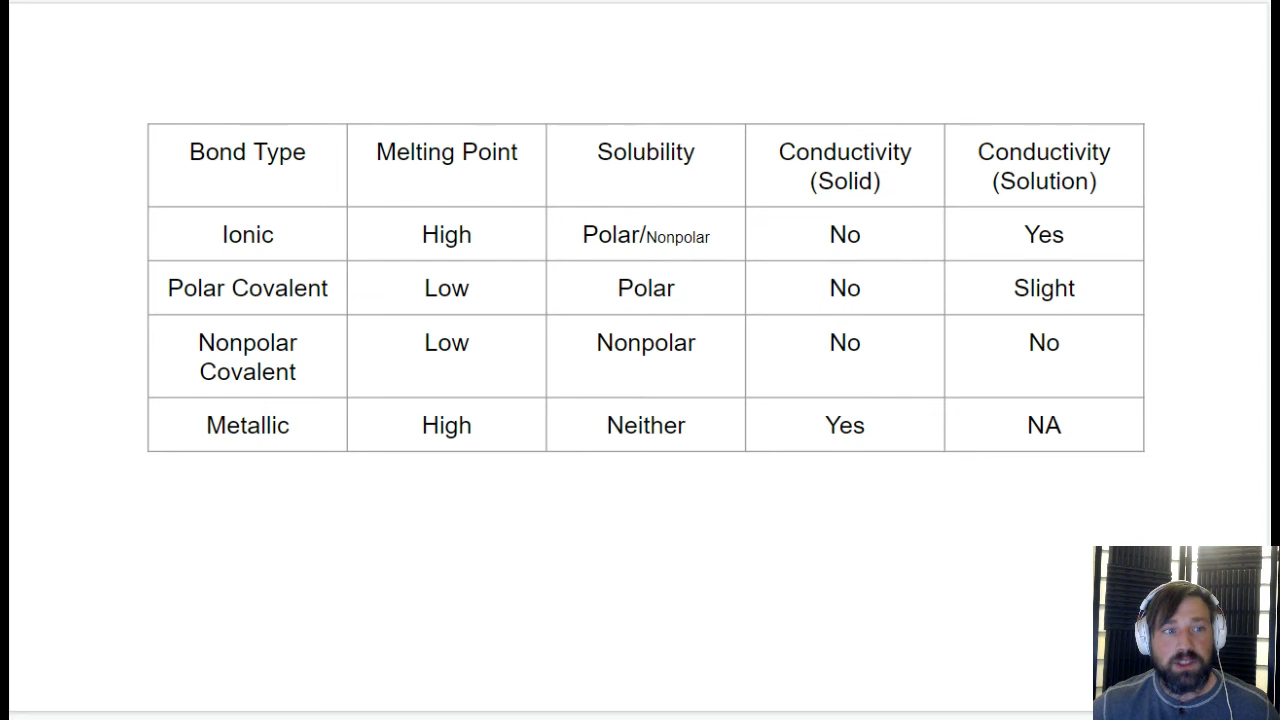 Bond Type Melting Point Solubility Conductivity (Solid) Conductivity (Solution)
Ionic High Polar/Nonpolar No Yes
Polar Covalent Low Polar No Slight
Nonpolar Covalent Low Nonpolar No No
Metallic High Neither Yes NA